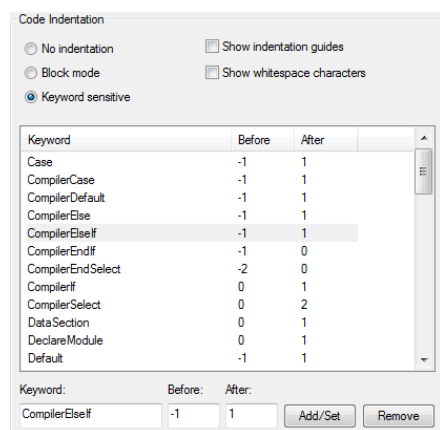 Code Indentation
No indentation Show indentation guides
Block mode Show whitespace characters
Keyword sensitive
Keyword Before After
Case -1 1
CompilerCase -1 1
CompilerDefault -1 1
CompilerElse -1 1
CompilerElseIf -1 1
CompilerEndIf -1 0
CompilerEndSelect -2 0
CompilerIf 0 1
CompilerSelect 0 2
DataSection 0 1
DeclareModule 0 1
Default -1 1
Keyword: Before: After:
CompilerElseIf -1 1 Add/Set Remove